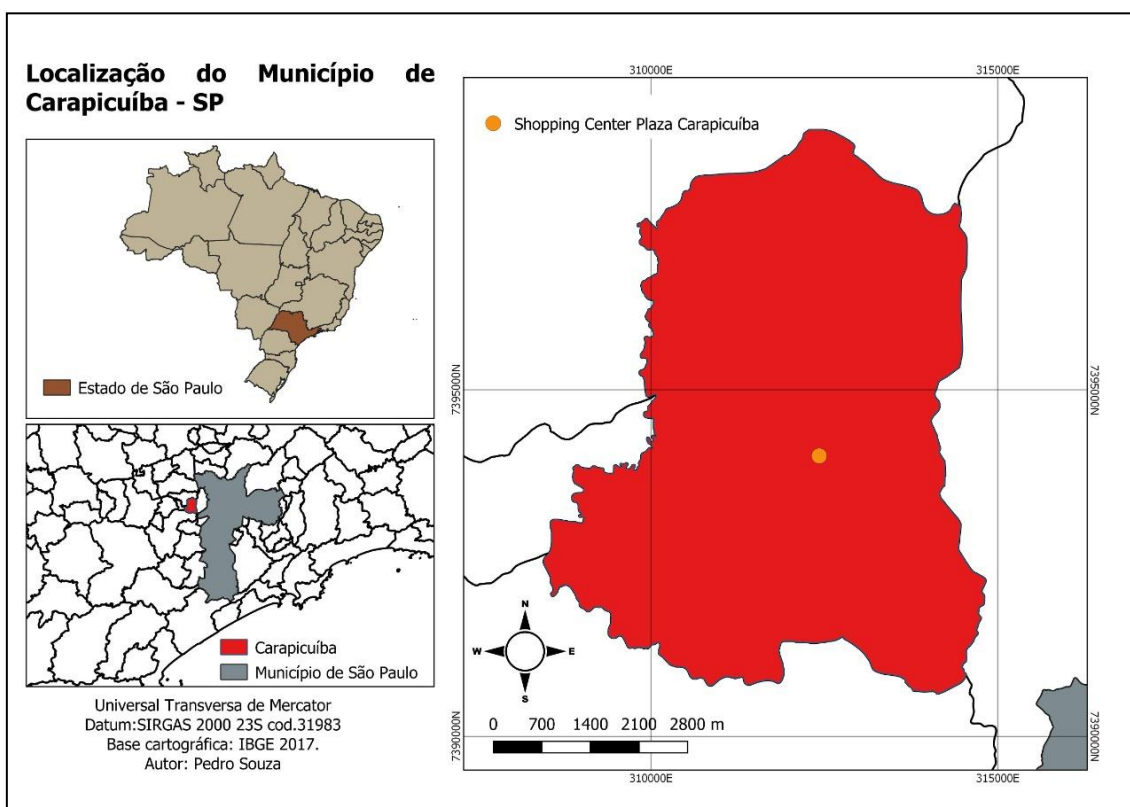 Localização do Município de
Carapicuíba - SP
Estado de São Paulo
Carapicuíba
Município de São Paulo
Universal Transversa de Mercator
Datum:SIRGAS 2000 23S cod.31983
Base cartográfica: IBGE 2017.
Autor: Pedro Souza
310000E
315000E
Shopping Center Plaza Carapicuíba
7395000N
7395000N
N
W
E
S
0 700 1400 2100 2800 m
7390000N
7390000N
310000E
315000E